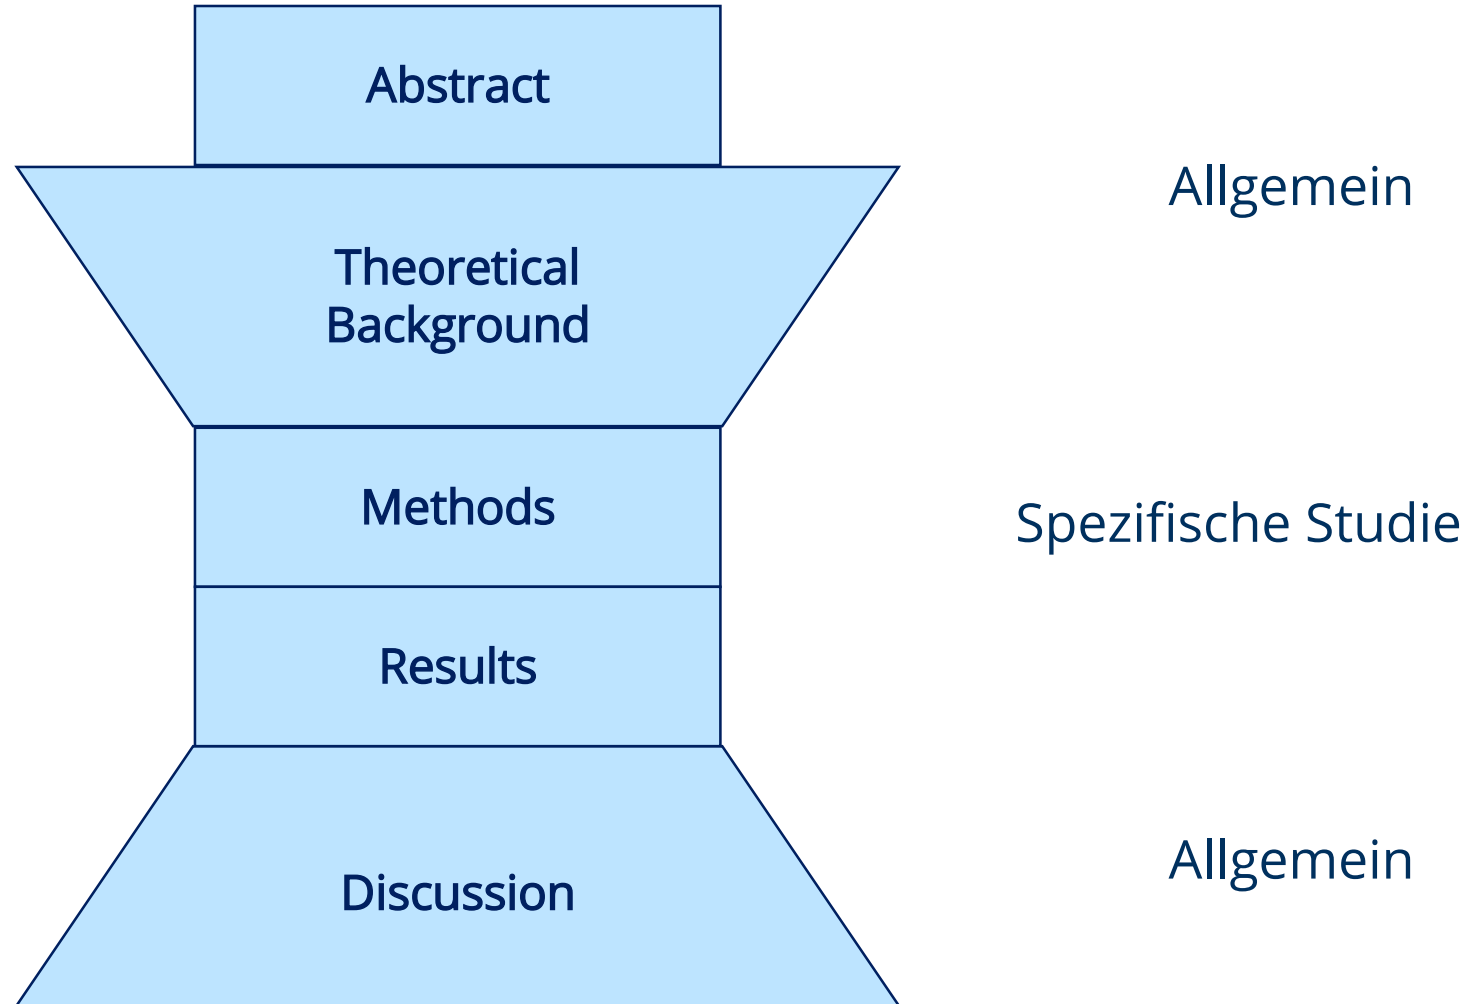 Abstract
Allgemein
Theoretical
Background
Methods
Spezifische Studie
Results
Discussion
Allgemein